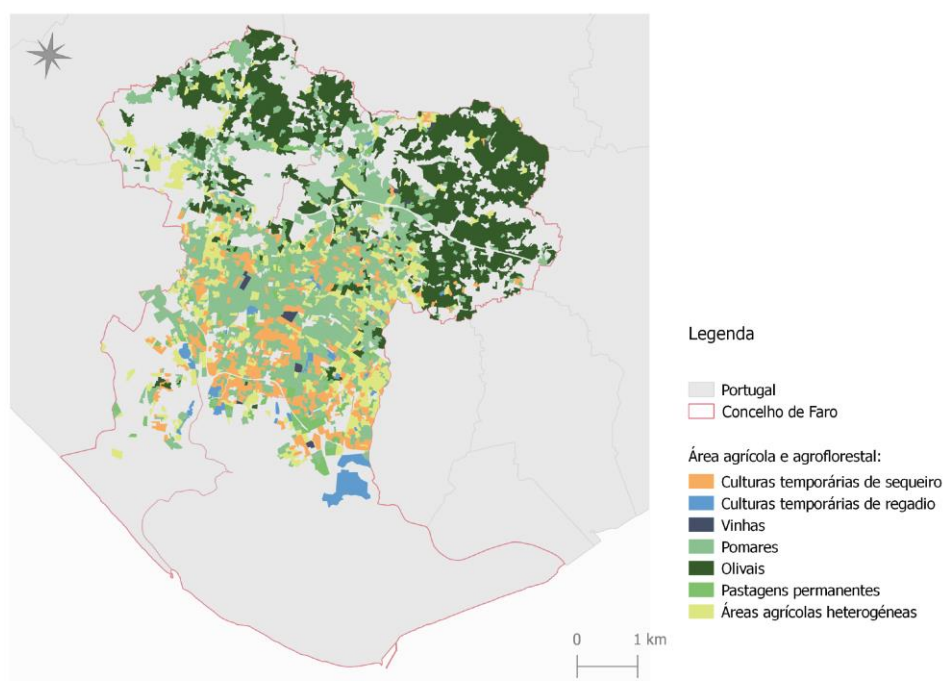 Legenda
Portugal
Concelho de Faro
Área agrícola e agroflorestal:
Culturas temporárias de sequeiro
Culturas temporárias de regadio
Vinhas
Pomares
Olivais
Pastagens permanentes
Áreas agrícolas heterogéneas
0 1 km